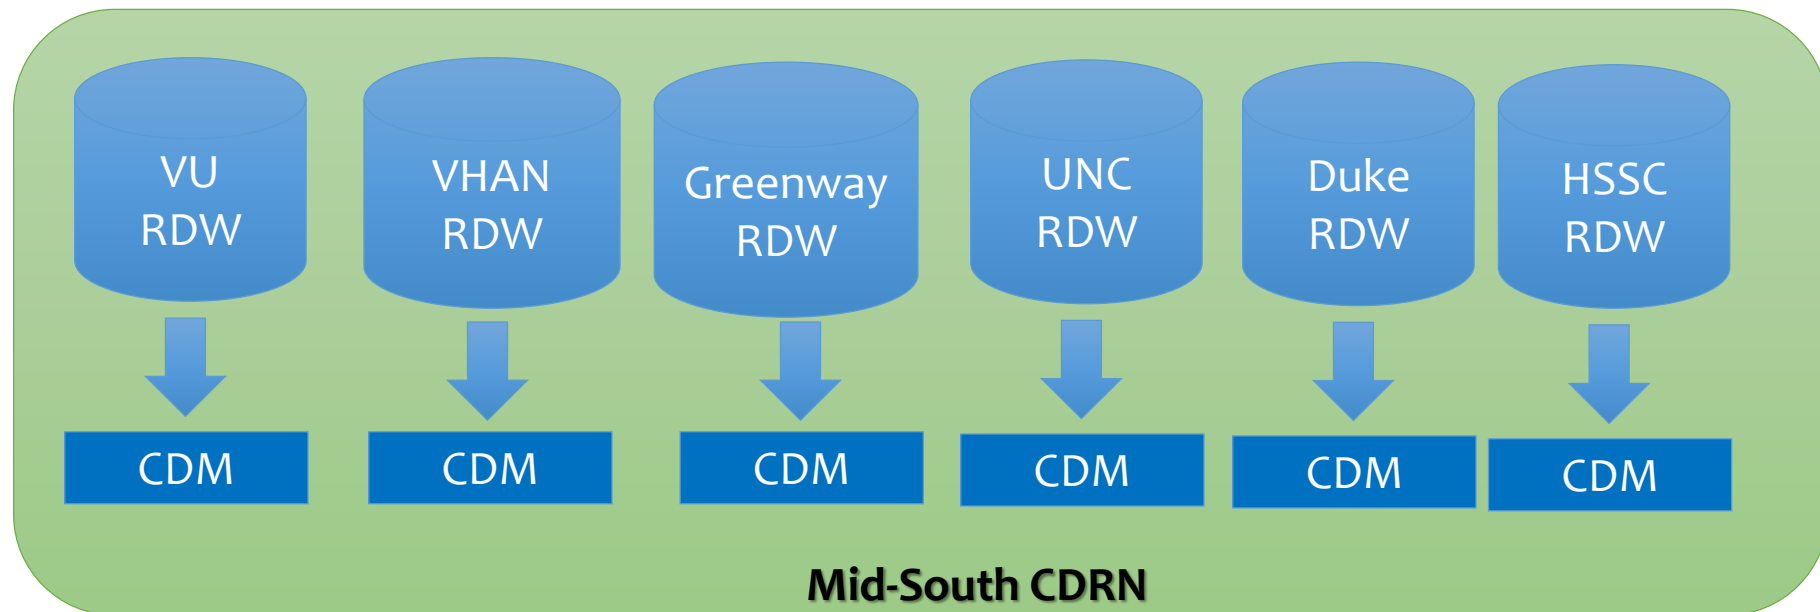 VU
RDW
VHAN
RDW
Greenway
RDW
UNC
RDW
Duke
RDW
HSSC
RDW
CDM
CDM
CDM
CDM
CDM
CDM
Mid-South CDRN